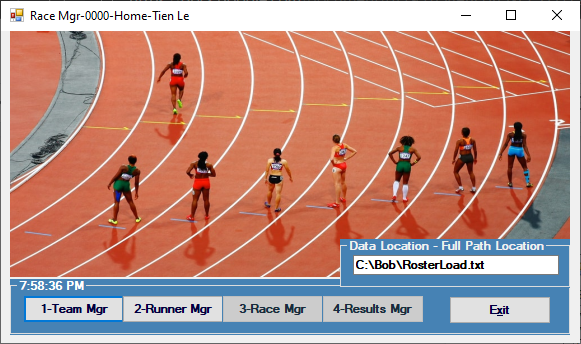 Race Mgr-0000-Home-Tien Le
Data Location - Full Path Location
C:\Bob\RosterLoad.txt
7:58:36 PM
1-Team Mgr 2-Runner Mgr 3-Race Mgr 4-Results Mgr Exit